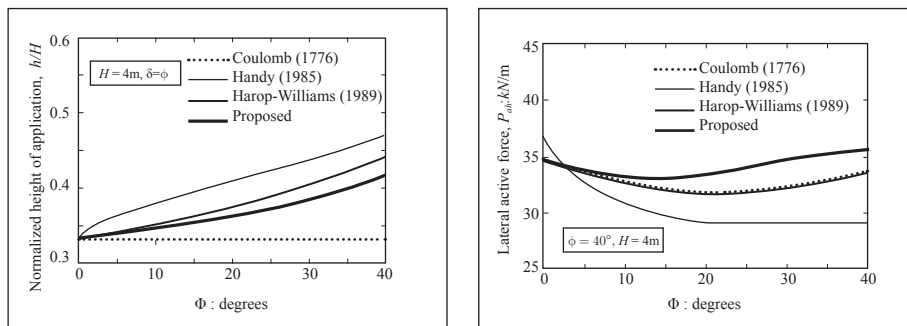 Normalized height of application, h/H
0.6
0.5
0.4
0.3
H = 4m, δ=ϕ
Coulomb (1776)
Handy (1985)
Harop-Williams (1989)
Proposed
0 10 20 30 40
Φ : degrees
Lateral active force, Pah:kN/m
45
40
35
33
28
25
Coulomb (1776)
Handy (1985)
Harop-Williams (1989)
Proposed
ϕ = 40°, H = 4m
0 10 20 30 40
Φ : degrees